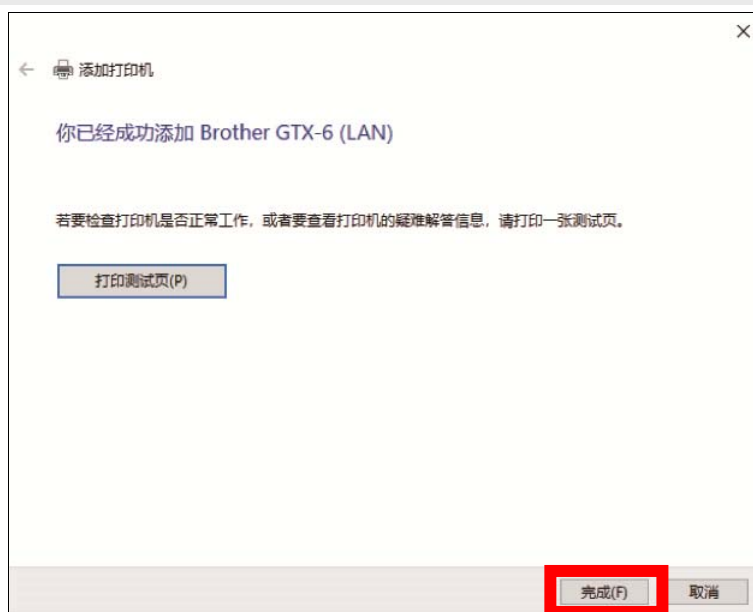 添加打印机
你已经成功添加 Brother GTX-6 (LAN)
若要检查打印机是否正常工作，或者要查看打印机的疑难解答信息，请打印一张测试页。
打印测试页(P)
完成(F)
取消